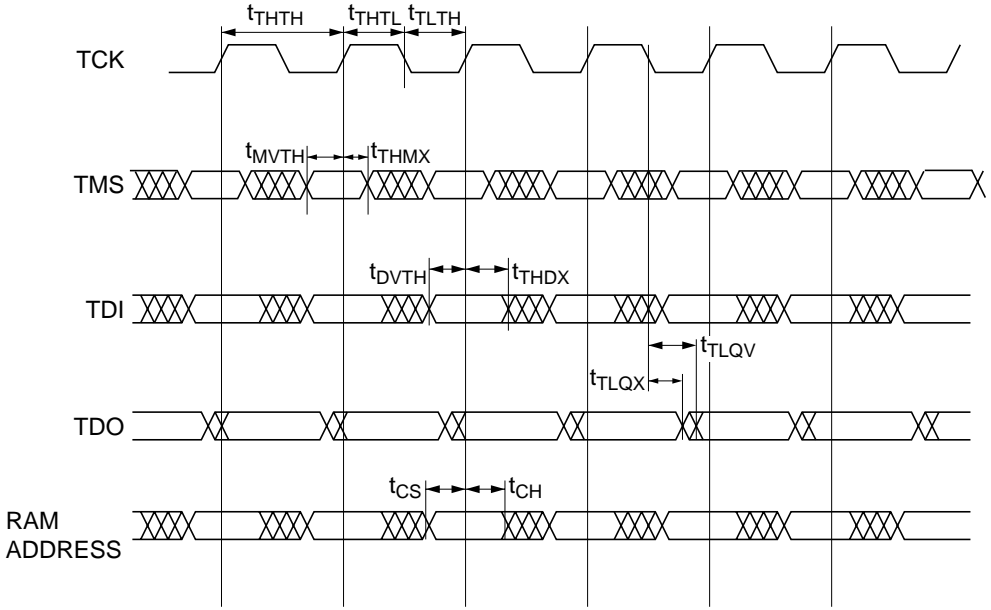 tTHTH tTHTL tTLTH
TCK
tMVTH tTHMX
TMS
tDVTH tTHDX
TDI
tTLQV
tTLQX
TDO
tCS tCH
RAM
ADDRESS